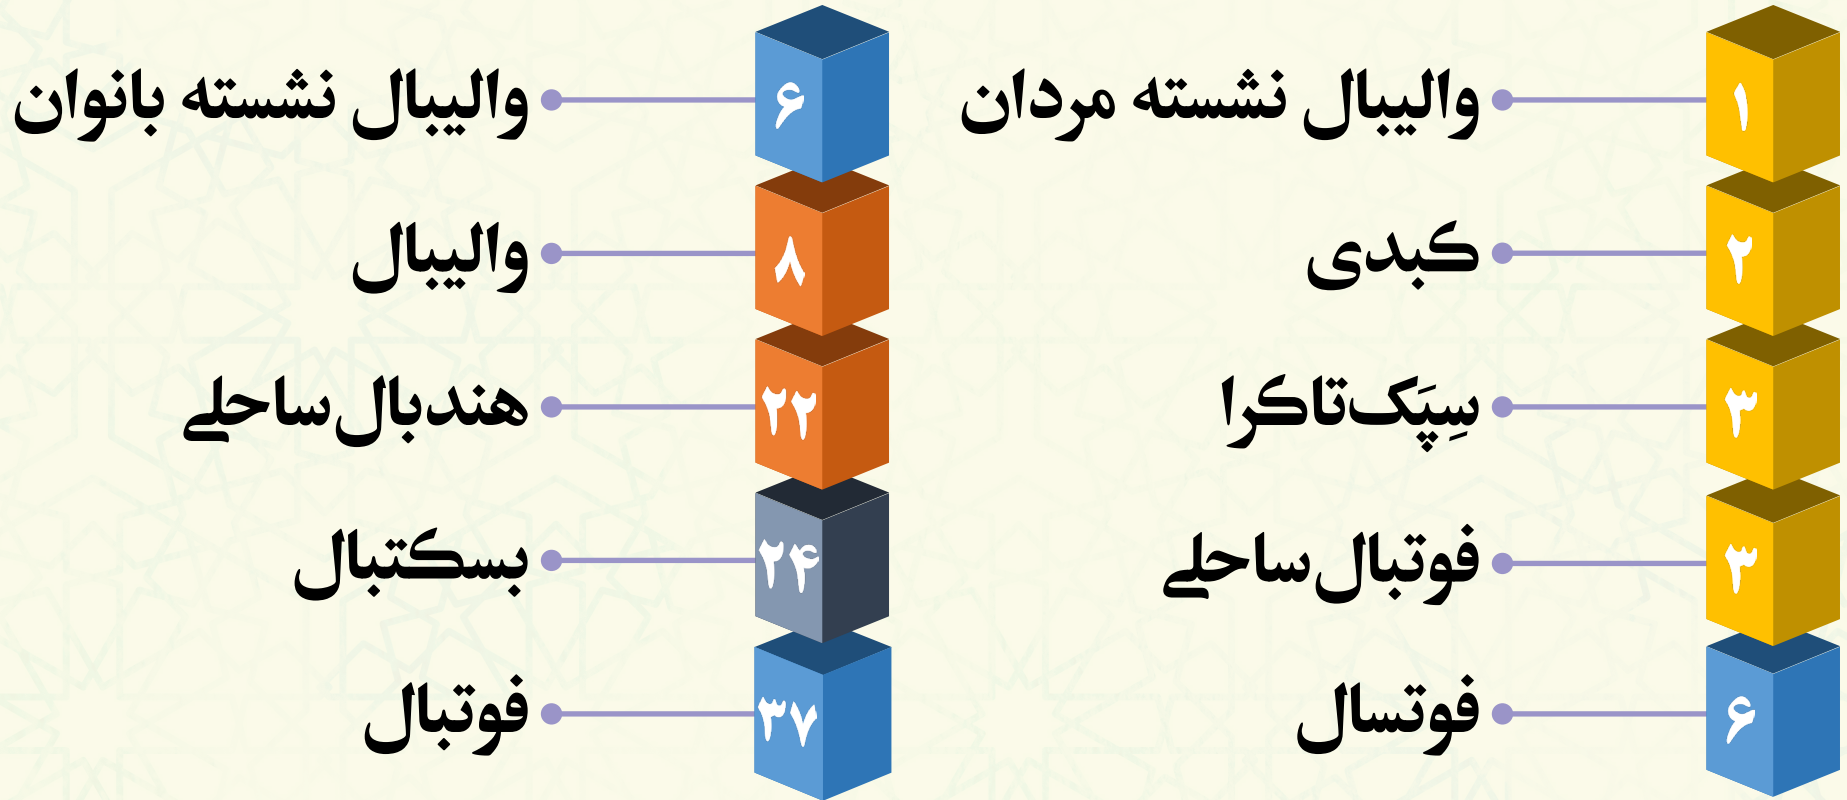 ۱ والیبال نشسته مردان
۲ کبدی
۳ سِپَک‌تاکرا
۳ فوتبال ساحلی
۶ فوتسال
۶ والیبال نشسته بانوان
۸ والیبال
۲۲ هندبال ساحلی
۲۴ بسکتبال
۳۷ فوتبال